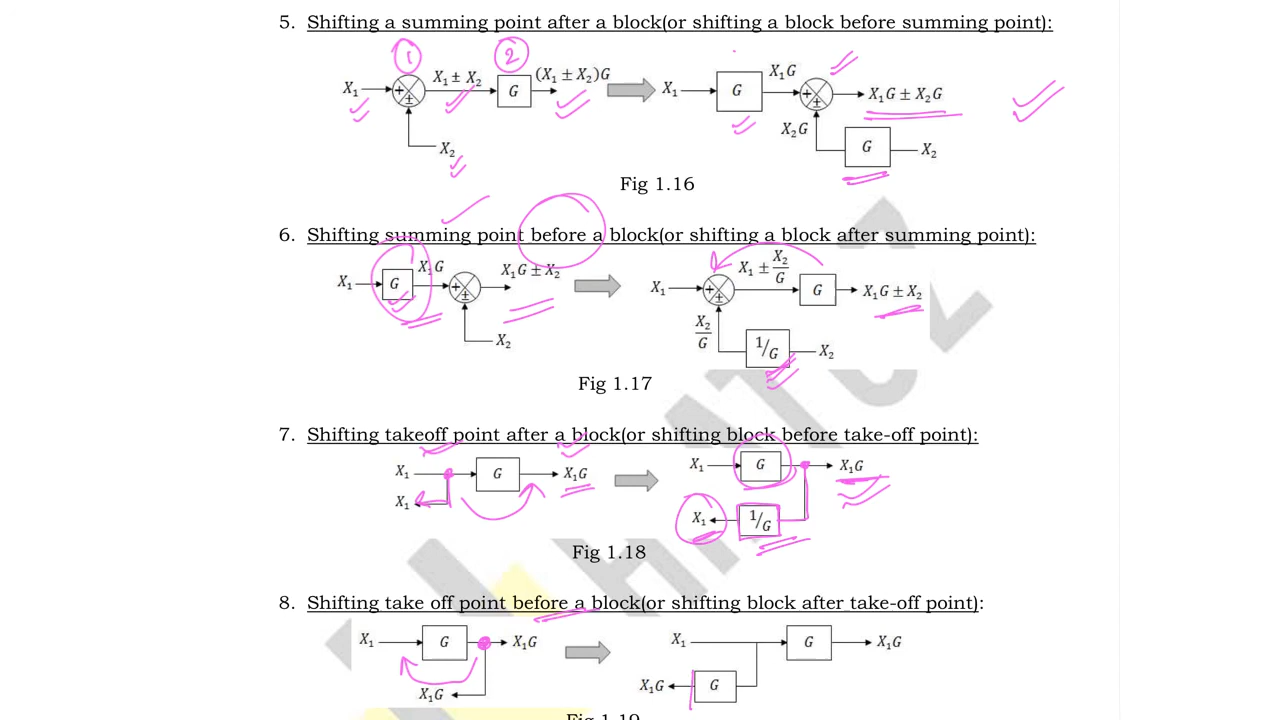 5. Shifting a summing point after a block(or shifting a block before summing point):
1 2
X₁ + ± X₁ ± X₂ G (X₁ ± X₂)G X₁ G X₁G + ± X₁G ± X₂G
X₂ X₂G G X₂
Fig 1.16
6. Shifting summing point before a block(or shifting a block after summing point):
X₁ G X₁G + ± X₁G ± X₂ X₁ + ± X₁ ± X₂/G G X₁G ± X₂
X₂ X₂/G 1/G X₂
Fig 1.17
7. Shifting takeoff point after a block(or shifting block before take-off point):
X₁ G X₁G X₁ G X₁G
X₁ X₁ 1/G
Fig 1.18
8. Shifting take off point before a block(or shifting block after take-off point):
X₁ G X₁G X₁ G X₁G
X₁G X₁G G
Fig 1.19